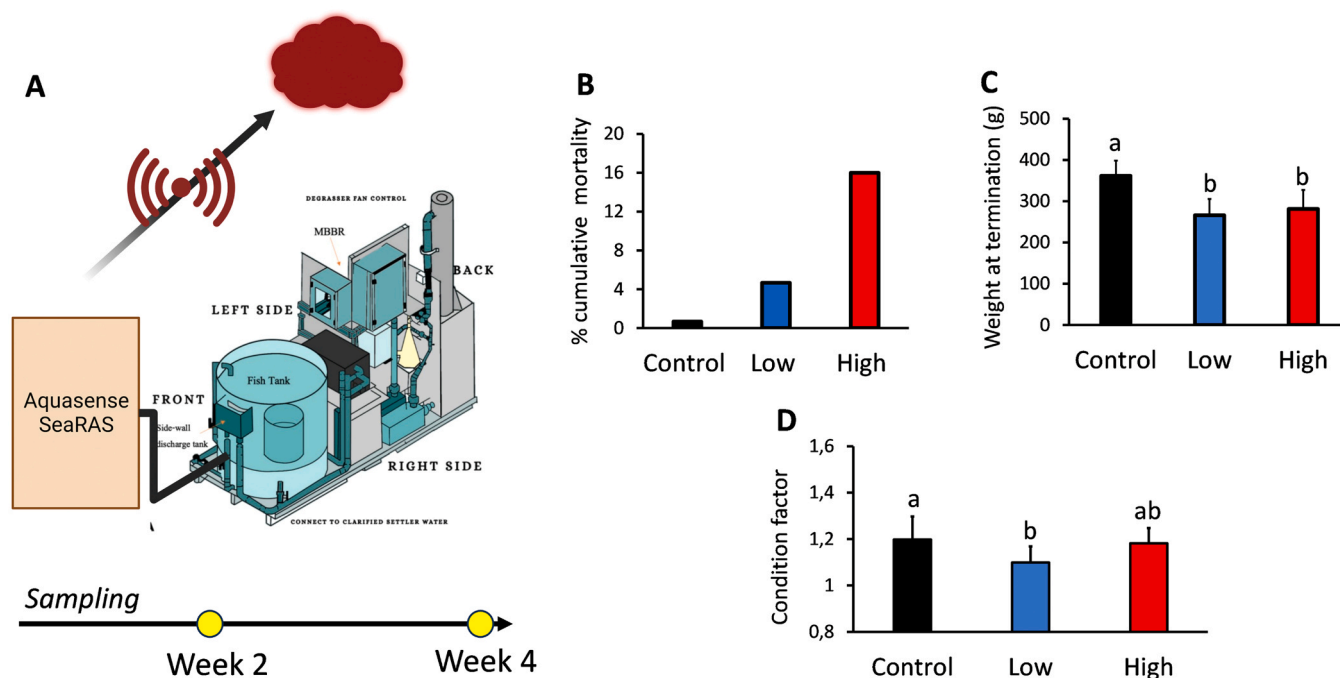 A
DEGRASSER FAN CONTROL
MBBR
BACK
LEFT SIDE
Fish Tank
FRONT
Side-wall
discharge tank
RIGHT SIDE
CONNECT TO CLARIFIED SETTLER WATER
Aquasense
SeaRAS
Sampling
Week 2
Week 4
B
% cumulative mortality
20
16
12
8
4
0
Control
Low
High
C
Weight at termination (g)
500
400
300
200
100
0
a
b
b
Control
Low
High
D
Condition factor
1,6
1,4
1,2
1
0,8
a
b
ab
Control
Low
High